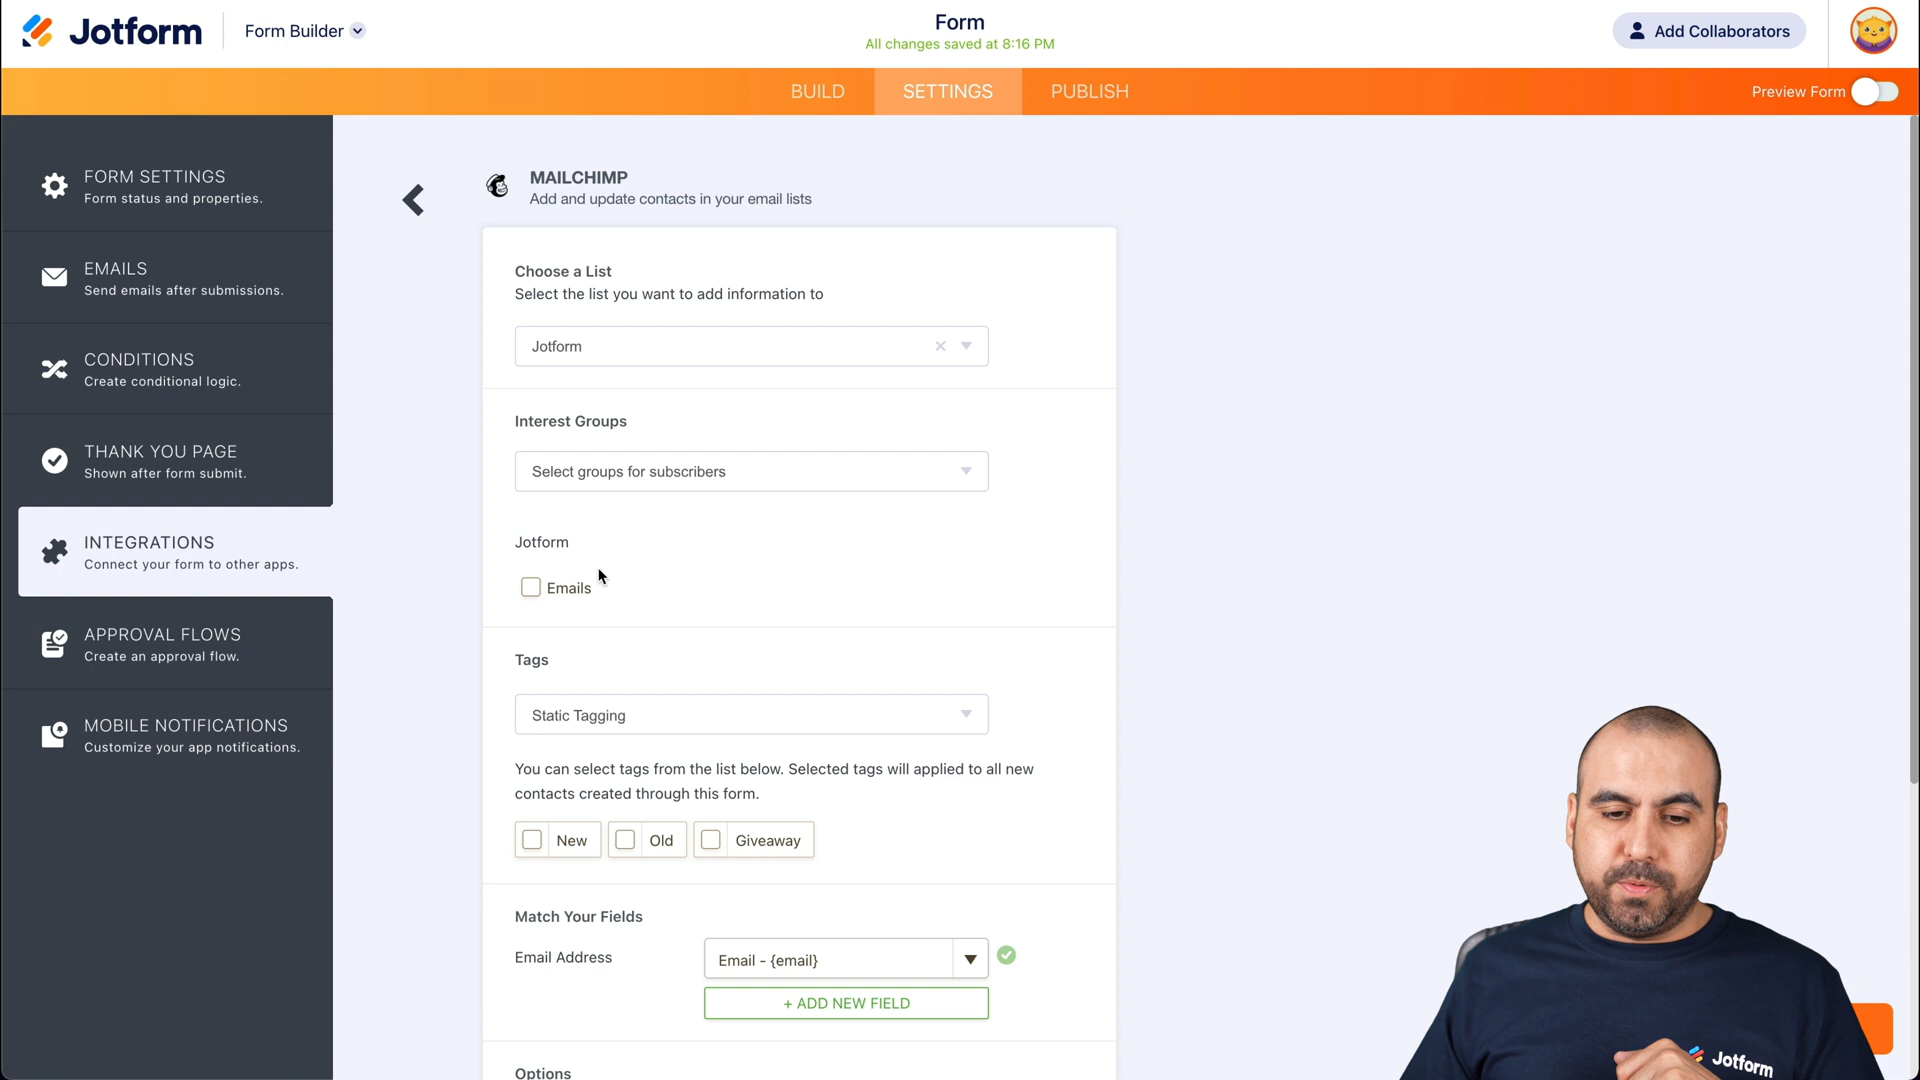 Jotform
Form Builder
Form
All changes saved at 8:16 PM
Add Collaborators
BUILD
SETTINGS
PUBLISH
Preview Form
FORM SETTINGS
Form status and properties.
EMAILS
Send emails after submissions.
CONDITIONS
Create conditional logic.
THANK YOU PAGE
Shown after form submit.
INTEGRATIONS
Connect your form to other apps.
APPROVAL FLOWS
Create an approval flow.
MOBILE NOTIFICATIONS
Customize your app notifications.
MAILCHIMP
Add and update contacts in your email lists
Choose a List
Select the list you want to add information to
Jotform
Interest Groups
Select groups for subscribers
Jotform
Emails
Tags
Static Tagging
You can select tags from the list below. Selected tags will applied to all new
contacts created through this form.
New Old Giveaway
Match Your Fields
Email Address
Email - {email}
+ ADD NEW FIELD
Options
Jotform